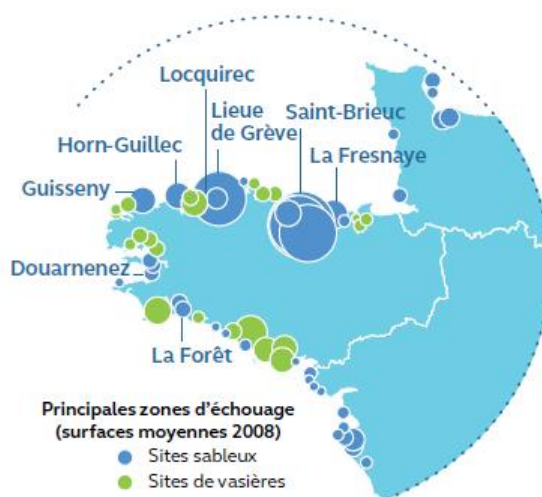 Locquirec
Lieue
de Grève
Saint-Brieuc
Horn-Guillec
La Fresnaye
Guisseny
Douarnenez
La Forêt
Principales zones d'échouage
(surfaces moyennes 2008)
Sites sableux
Sites de vasières